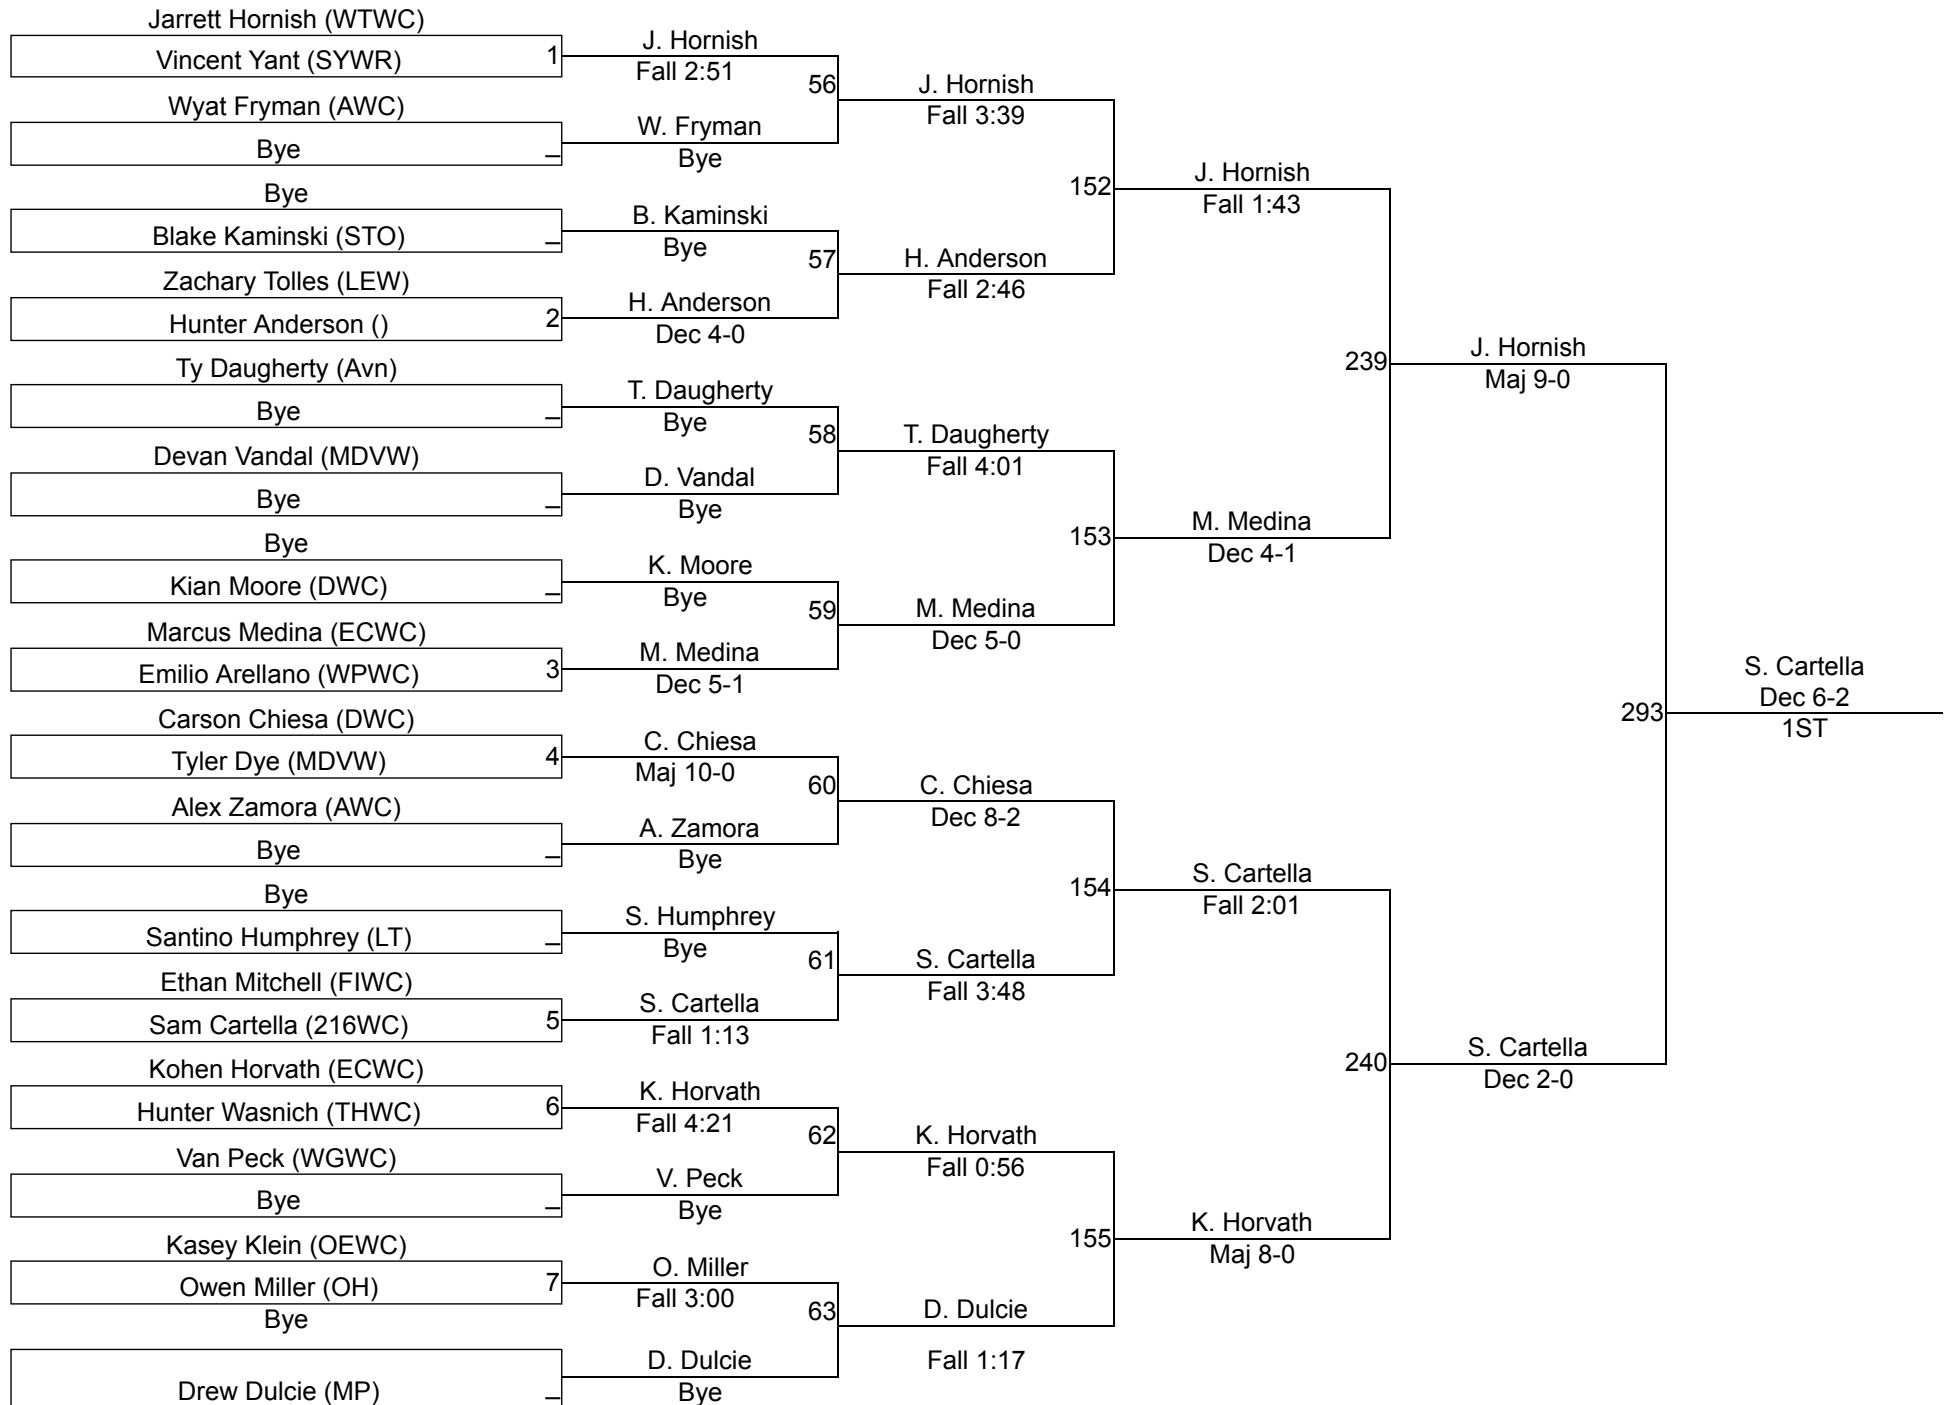 Jarrett Hornish (WTWC)
Vincent Yant (SYWR) 1
Wyat Fryman (AWC)
Bye _
Bye
Blake Kaminski (STO) _
Zachary Tolles (LEW)
Hunter Anderson () 2
Ty Daugherty (Avn)
Bye _
Devan Vandal (MDVW)
Bye _
Bye
Kian Moore (DWC) _
Marcus Medina (ECWC)
Emilio Arellano (WPWC) 3
Carson Chiesa (DWC)
Tyler Dye (MDVW) 4
Alex Zamora (AWC)
Bye _
Bye
Santino Humphrey (LT) _
Ethan Mitchell (FIWC)
Sam Cartella (216WC) 5
Kohen Horvath (ECWC)
Hunter Wasnich (THWC) 6
Van Peck (WGWC)
Bye _
Kasey Klein (OEWC)
Owen Miller (OH) 7
Bye
Drew Dulcie (MP) _
J. Hornish
Fall 2:51
56
W. Fryman
Bye
B. Kaminski
Bye
57
H. Anderson
Dec 4-0
T. Daugherty
Bye
58
D. Vandal
Bye
K. Moore
Bye
59
M. Medina
Dec 5-1
C. Chiesa
Maj 10-0
60
A. Zamora
Bye
S. Humphrey
Bye
61
S. Cartella
Fall 1:13
K. Horvath
Fall 4:21
62
V. Peck
Bye
O. Miller
Fall 3:00
63
D. Dulcie
Bye
J. Hornish
Fall 3:39
152
H. Anderson
Fall 2:46
T. Daugherty
Fall 4:01
153
M. Medina
Dec 5-0
C. Chiesa
Dec 8-2
154
S. Cartella
Fall 3:48
K. Horvath
Fall 0:56
155
D. Dulcie
Fall 1:17
J. Hornish
Fall 1:43
239
M. Medina
Dec 4-1
S. Cartella
Fall 2:01
240
K. Horvath
Maj 8-0
J. Hornish
Maj 9-0
293
S. Cartella
Dec 2-0
S. Cartella
Dec 6-2
1ST